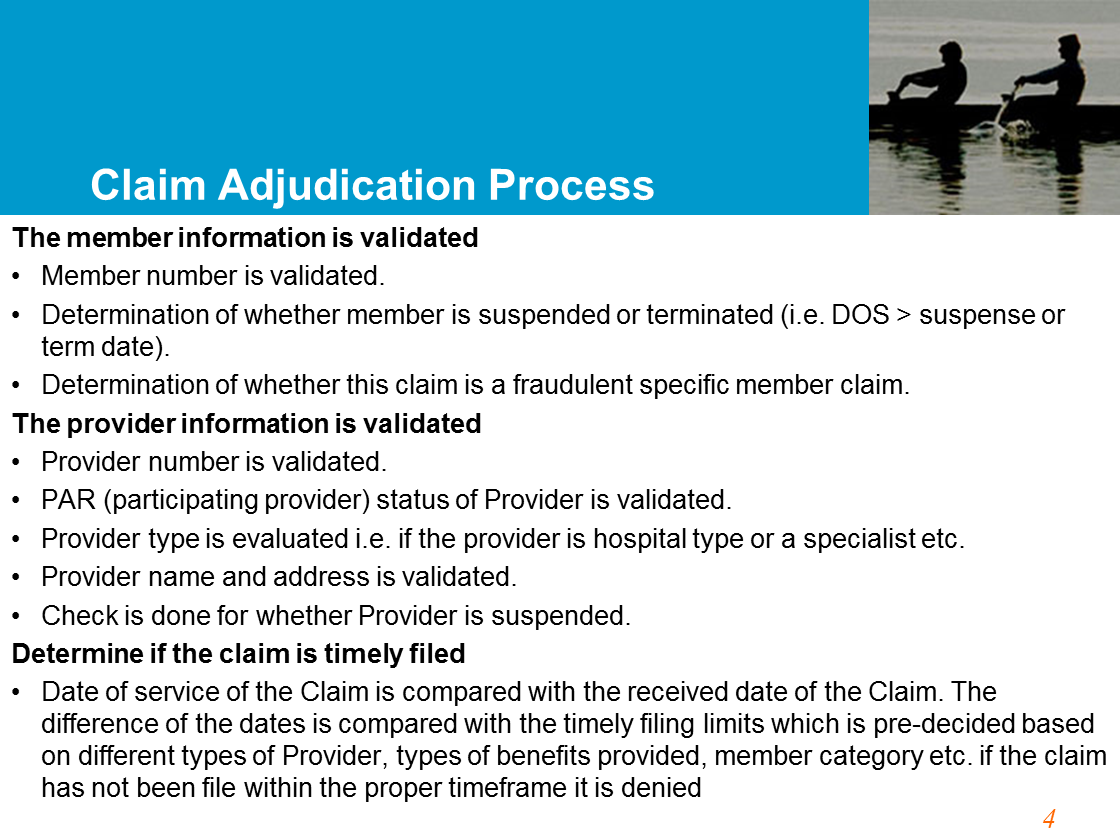 Claim Adjudication Process
The member information is validated
• Member number is validated.
• Determination of whether member is suspended or terminated (i.e. DOS > suspense or
term date).
• Determination of whether this claim is a fraudulent specific member claim.
The provider information is validated
• Provider number is validated.
• PAR (participating provider) status of Provider is validated.
• Provider type is evaluated i.e. if the provider is hospital type or a specialist etc.
• Provider name and address is validated.
• Check is done for whether Provider is suspended.
Determine if the claim is timely filed
• Date of service of the Claim is compared with the received date of the Claim. The
difference of the dates is compared with the timely filing limits which is pre-decided based
on different types of Provider, types of benefits provided, member category etc. if the claim
has not been file within the proper timeframe it is denied
4